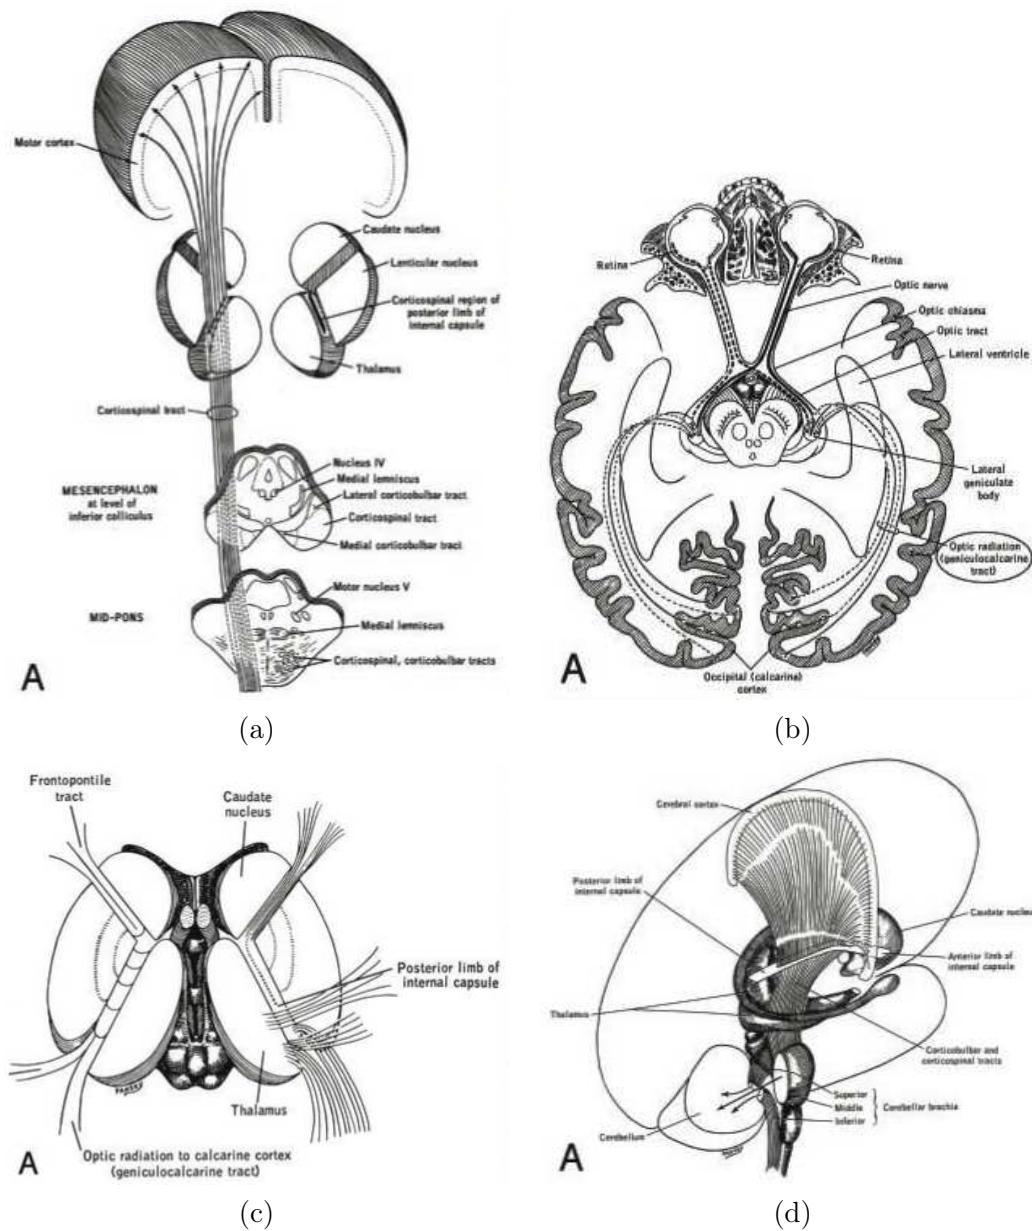 Motor cortex
Caudate nucleus
Lenticular nucleus
Corticospinal region of
posterior limb of
internal capsule
Thalamus
Corticospinal tract
MESENCEPHALON
at level of
inferior colliculus
Nucleus IV
Medial lemniscus
Lateral corticobulbar tract
Corticospinal tract
Medial corticobulbar tract
MID-PONS
Motor nucleus V
Medial lemniscus
Corticospinal, corticobulbar tracts
A
(a)
Retina
Retina
Optic nerve
Optic chiasma
Optic tract
Lateral ventricle
Lateral
geniculate
body
Optic radiation
(geniculocalcarine
tract)
Occipital (calcarine)
cortex
A
(b)
Frontopontile
tract
Caudate
nucleus
Posterior limb of
internal capsule
Thalamus
PANSKY
Optic radiation to calcarine cortex
(geniculocalcarine tract)
A
(c)
Cerebral cortex
Posterior limb of
internal capsule
Caudate nucleu
Anterior limb of
internal capsule
Thalamus
Corticobulbar and
corticospinal tracts
Superior
Middle
Inferior
Cerebellar brachia
Cerebellum
A
(d)